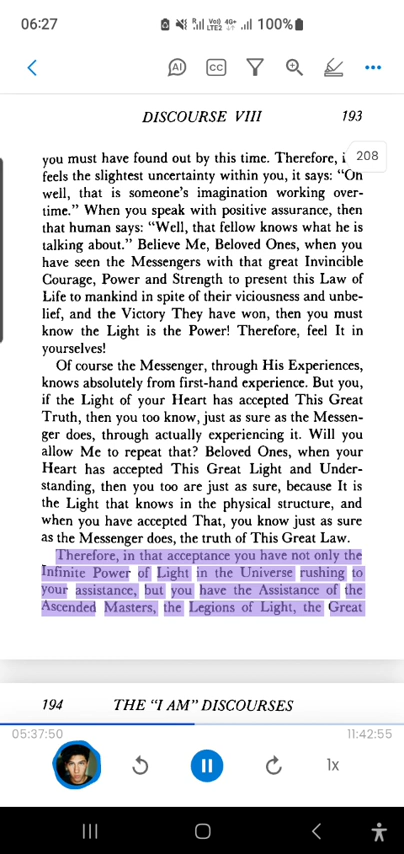 06:27
Vo)) 4G+
LTE2
100%
AI
CC
DISCOURSE VIII 193
208
you must have found out by this time. Therefore, i
feels the slightest uncertainty within you, it says: “On
well, that is someone’s imagination working over-
time.” When you speak with positive assurance, then
that human says: “Well, that fellow knows what he is
talking about.” Believe Me, Beloved Ones, when you
have seen the Messengers with that great Invincible
Courage, Power and Strength to present this Law of
Life to mankind in spite of their viciousness and unbe-
lief, and the Victory They have won, then you must
know the Light is the Power! Therefore, feel It in
yourselves!
Of course the Messenger, through His Experiences,
knows absolutely from first-hand experience. But you,
if the Light of your Heart has accepted This Great
Truth, then you too know, just as sure as the Messen-
ger does, through actually experiencing it. Will you
allow Me to repeat that? Beloved Ones, when your
Heart has accepted This Great Light and Under-
standing, then you too are just as sure, because It is
the Light that knows in the physical structure, and
when you have accepted That, you know just as sure
as the Messenger does, the truth of This Great Law.
Therefore, in that acceptance you have not only the
Infinite Power of Light in the Universe rushing to
your assistance, but you have the Assistance of the
Ascended Masters, the Legions of Light, the Great
194 THE “I AM” DISCOURSES
05:37:50 11:42:55
1x